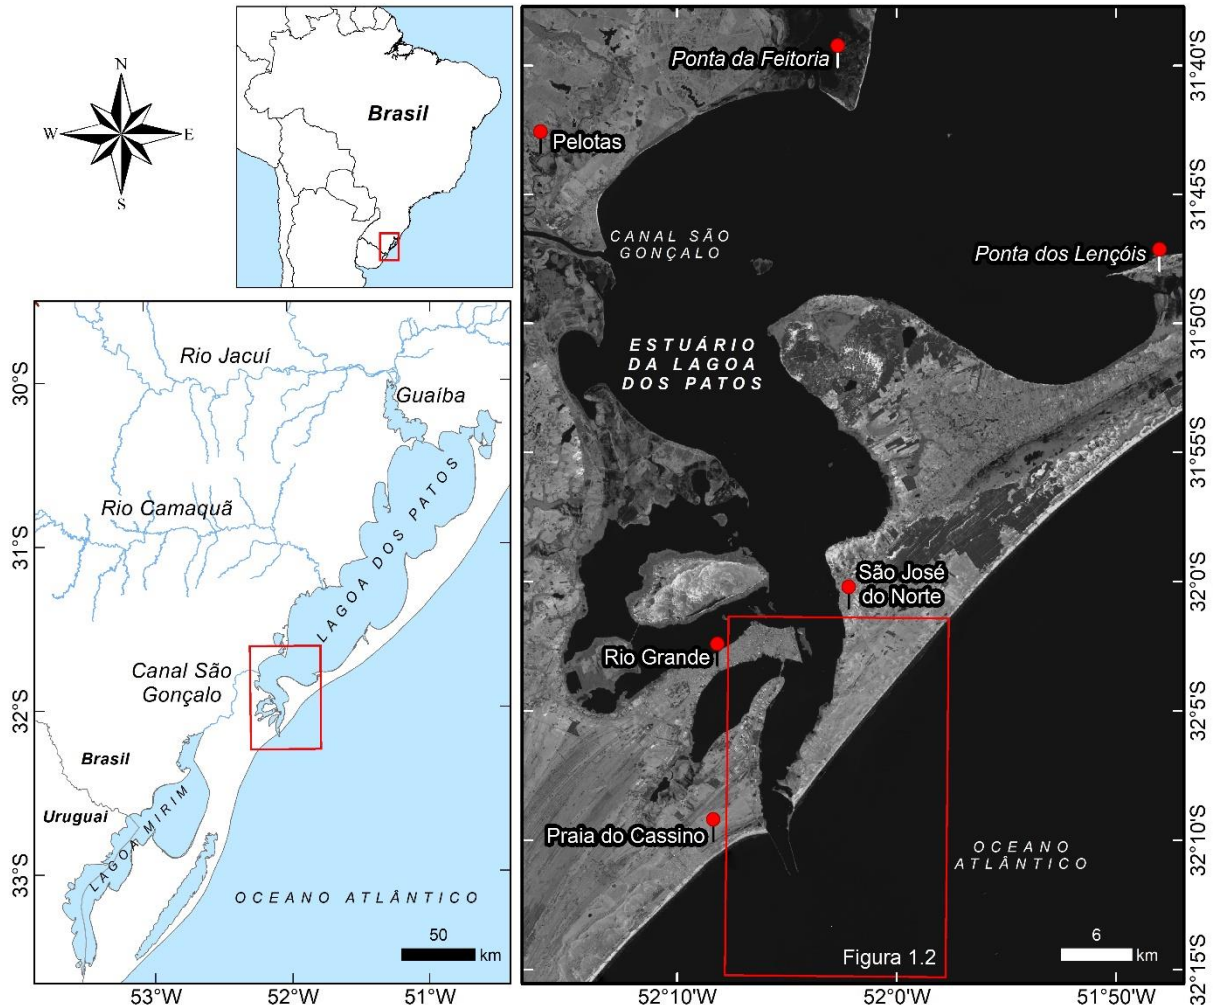 N
W
E
S
Brasil
Rio Jacuí
Guaíba
Rio Camaquã
LAGOA DOS PATOS
Canal São
Gonçalo
Brasil
Uruguai
LAGOA MIRIM
OCEANO ATLÂNTICO
50
km
30°S
31°S
32°S
33°S
53°W
52°W
51°W
Ponta da Feitoria
Pelotas
CANAL SÃO
GONÇALO
Ponta dos Lençóis
ESTUÁRIO
DA LAGOA
DOS PATOS
São José
do Norte
Rio Grande
Praia do Cassino
OCEANO
ATLÂNTICO
Figura 1.2
6
km
31°40'S
31°45'S
31°50'S
31°55'S
32°0'S
32°5'S
32°10'S
32°15'S
52°10'W
52°0'W
51°50'W